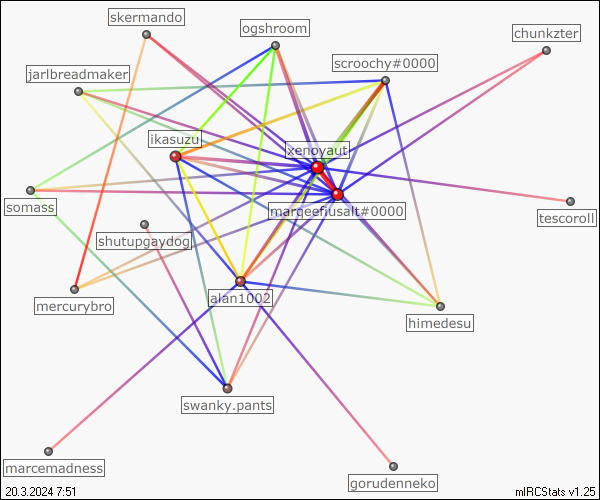 skermando
ogshroom
chunkzter
scroochy#0000
jarlbreadmaker
ikasuzu
xenoyaut
somass
marqeefiusalt#0000
tescoroll
shutupgaydog
mercurybro
alan1002
himedesu
swanky.pants
marcemadness
gorudenneko
20.3.2024 7:51
mIRCStats v1.25